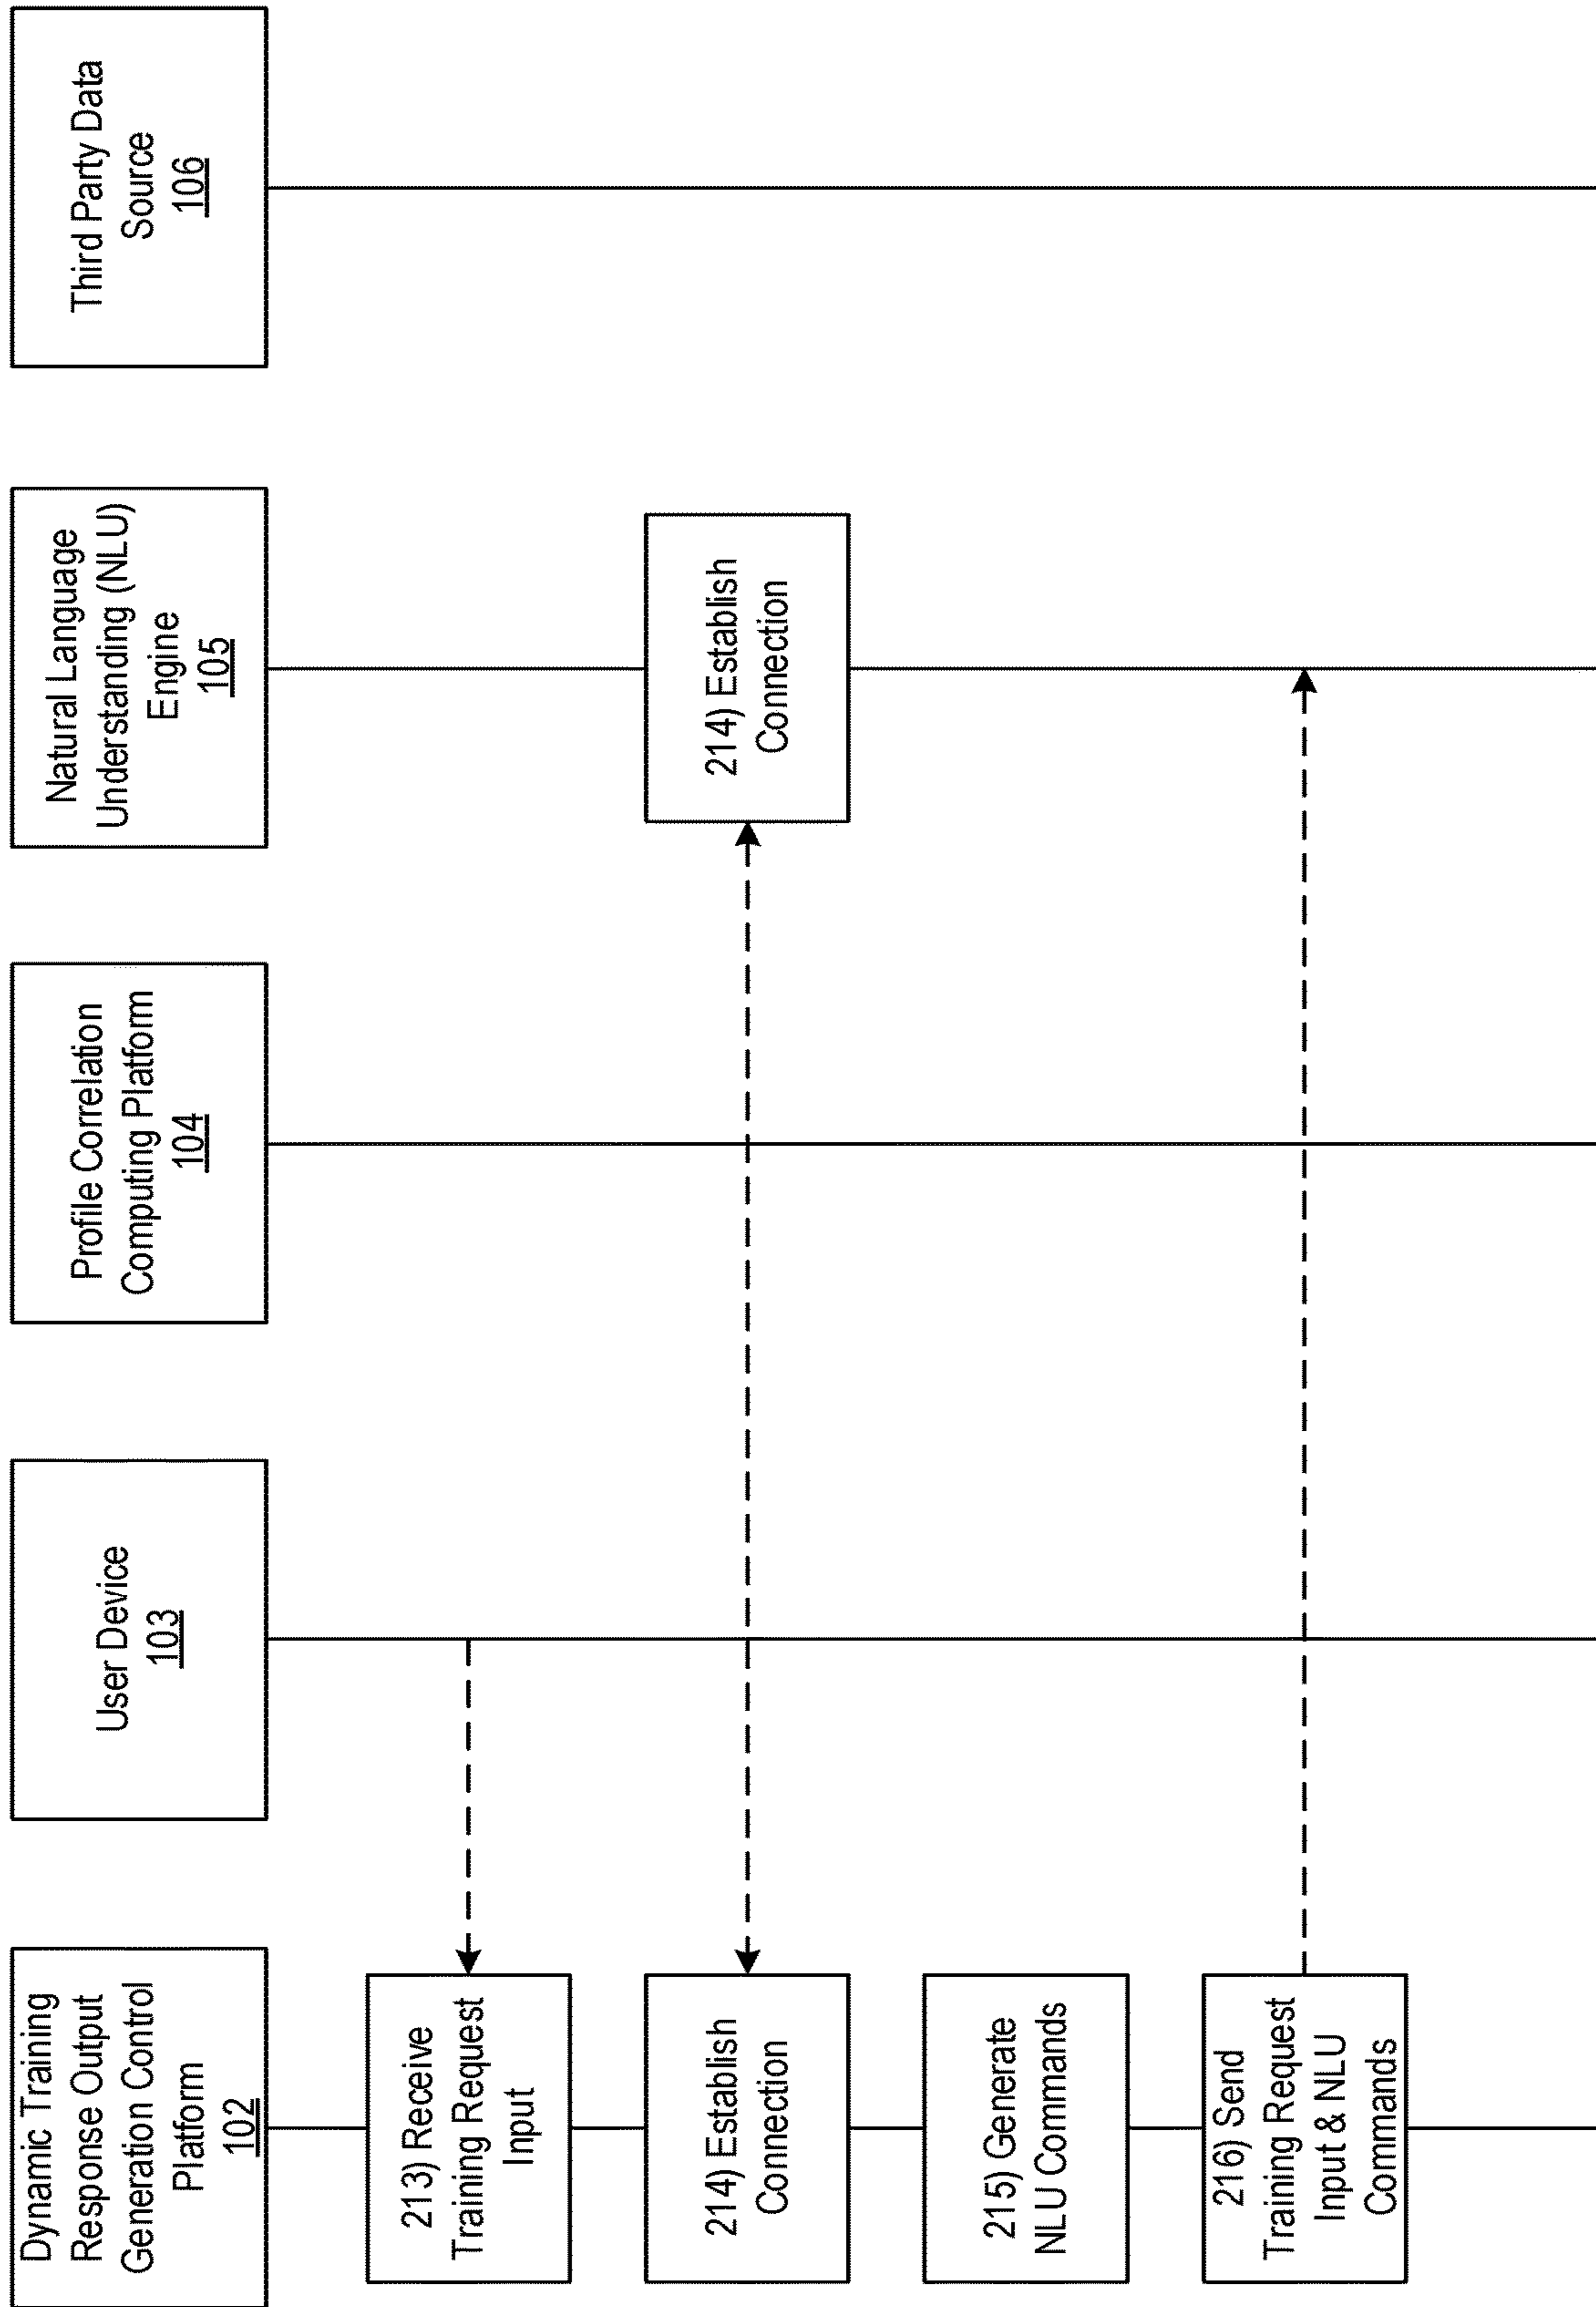 Dynamic Training
Response Output
Generation Control
Platform
102
User Device
103
Profile Correlation
Computing Platform
104
Natural Language
Understanding (NLU)
Engine
105
Third Party Data
Source
106
213) Receive
Training Request
Input
214) Establish
Connection
214) Establish
Connection
215) Generate
NLU Commands
216) Send
Training Request
Input & NLU
Commands